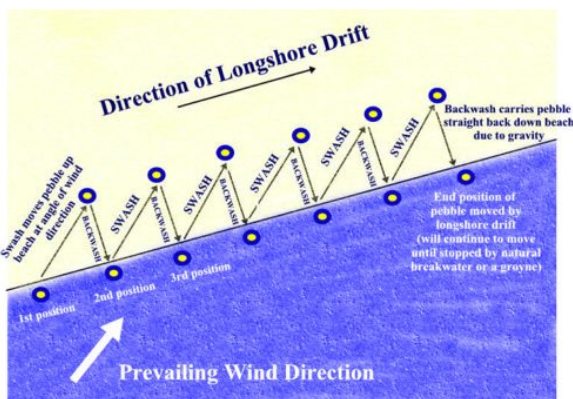 Direction of Longshore Drift
Backwash carries pebble
straight back down beach
due to gravity
Swash moves pebble up
beach at angle of wind
direction
BACKWASH
SWASH
BACKWASH
SWASH
BACKWASH
SWASH
BACKWASH
SWASH
BACKWASH
SWASH
1st position
2nd position
3rd position
End position of
pebble moved by
longshore drift
(will continue to move
until stopped by natural
breakwater or a groyne)
Prevailing Wind Direction